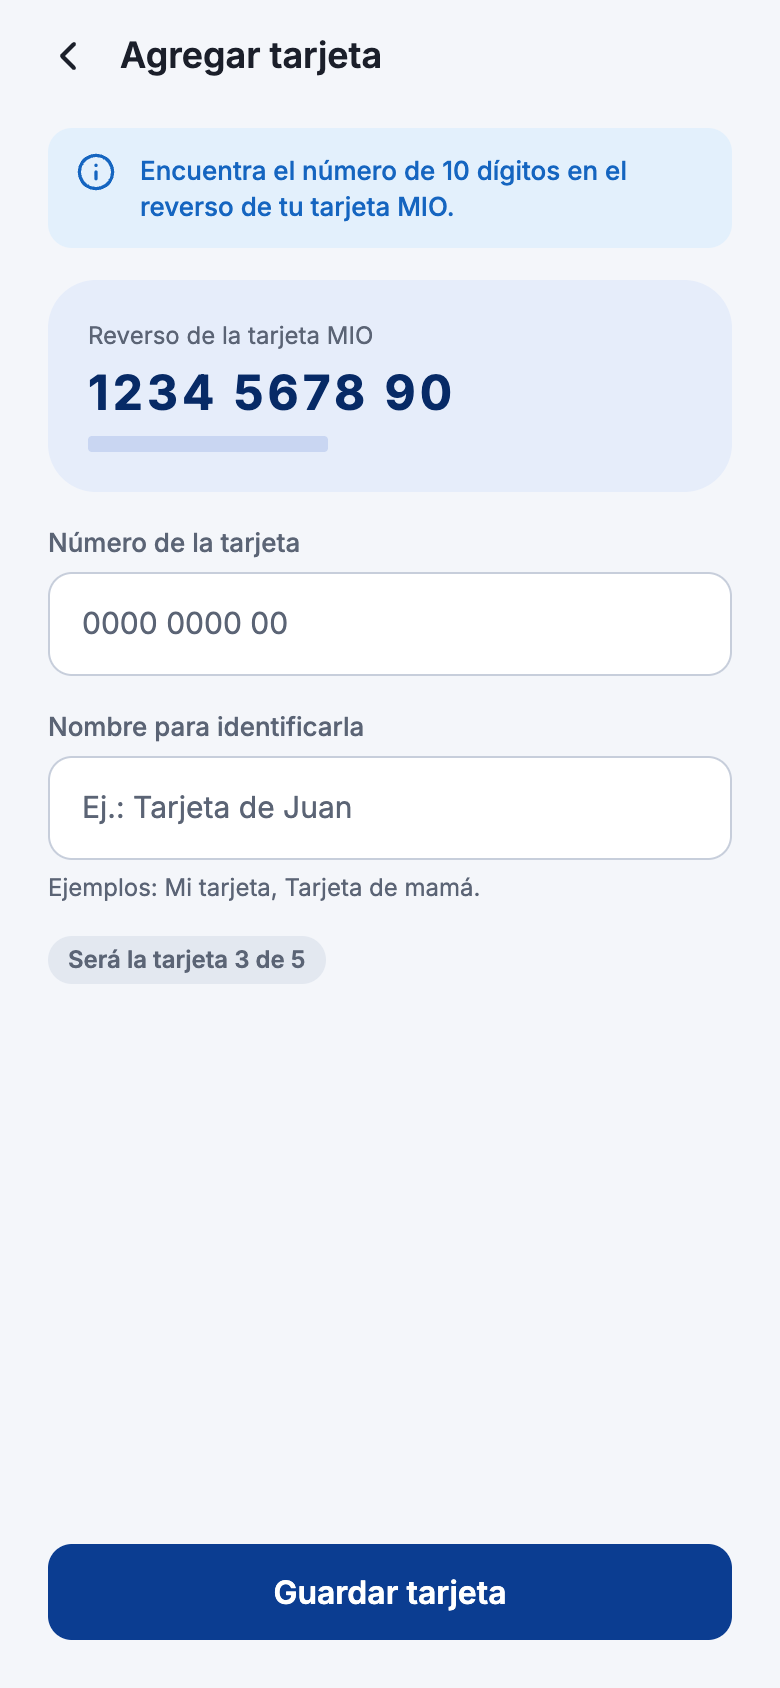 Agregar tarjeta
Encuentra el número de 10 dígitos en el
reverso de tu tarjeta MIO.
Reverso de la tarjeta MIO
1234 5678 90
Número de la tarjeta
0000 0000 00
Nombre para identificarla
Ej.: Tarjeta de Juan
Ejemplos: Mi tarjeta, Tarjeta de mamá.
Será la tarjeta 3 de 5
Guardar tarjeta